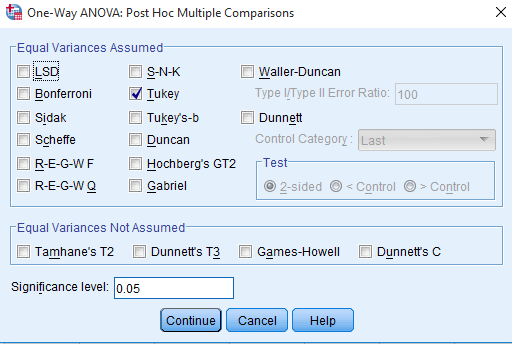 One-Way ANOVA: Post Hoc Multiple Comparisons
Equal Variances Assumed
LSD S-N-K Waller-Duncan
Bonferroni Tukey Type I/Type II Error Ratio: 100
Sidak Tukey's-b Dunnett
Scheffe Duncan Control Category : Last
R-E-G-W F Hochberg's GT2 Test
R-E-G-W Q Gabriel 2-sided < Control > Control
Equal Variances Not Assumed
Tamhane's T2 Dunnett's T3 Games-Howell Dunnett's C
Significance level: 0.05
Continue Cancel Help